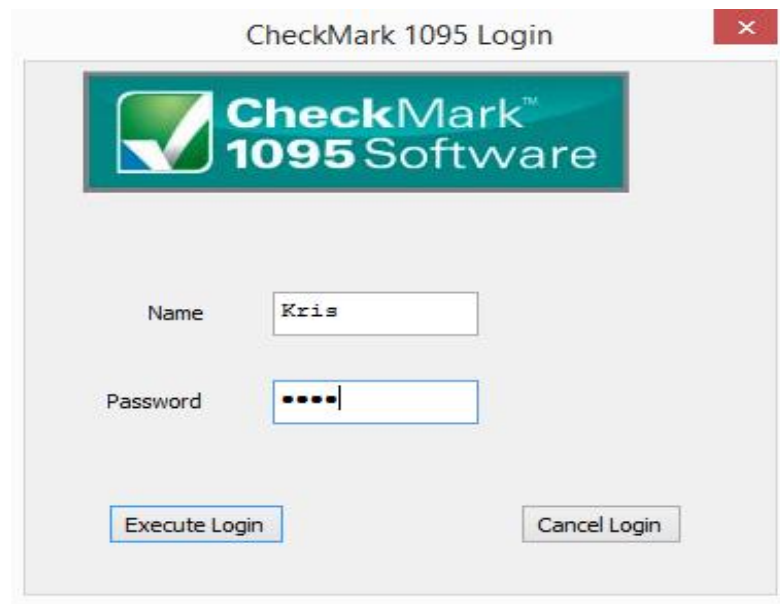 CheckMark 1095 Login
CheckMark™
1095 Software
Name
Kris
Password
••••
Execute Login
Cancel Login